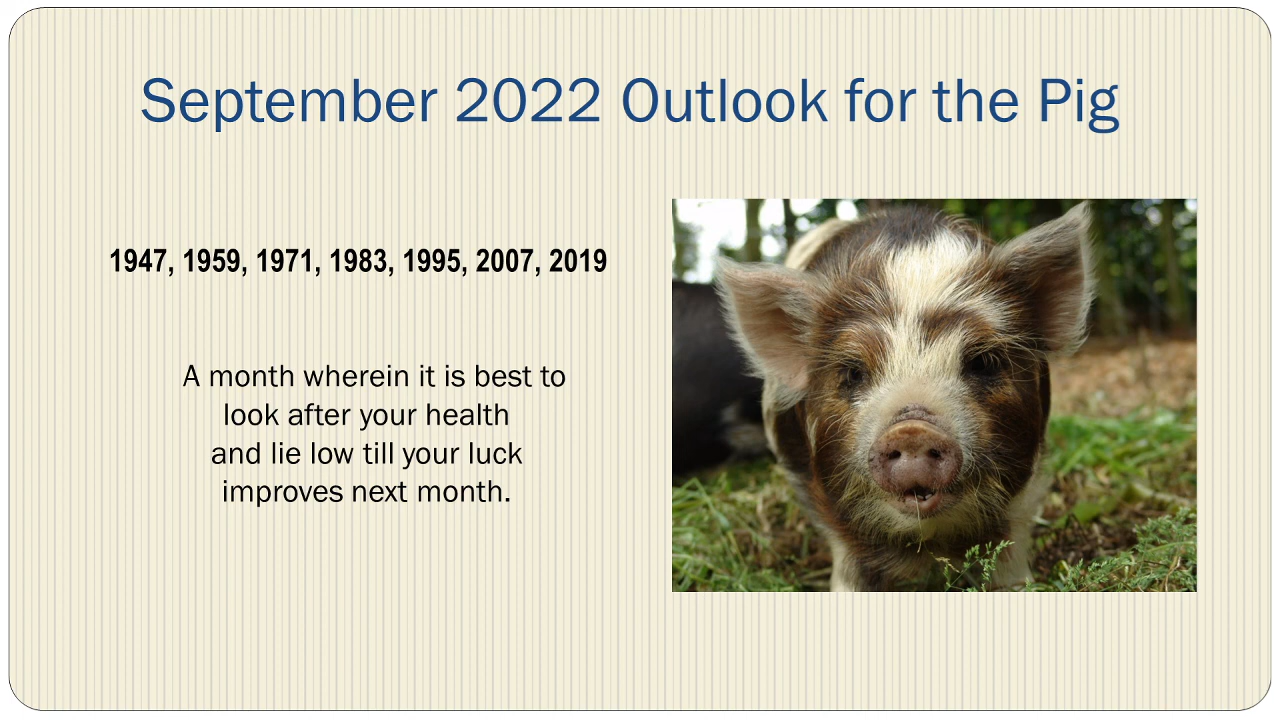 September 2022 Outlook for the Pig
1947, 1959, 1971, 1983, 1995, 2007, 2019
A month wherein it is best to
look after your health
and lie low till your luck
improves next month.